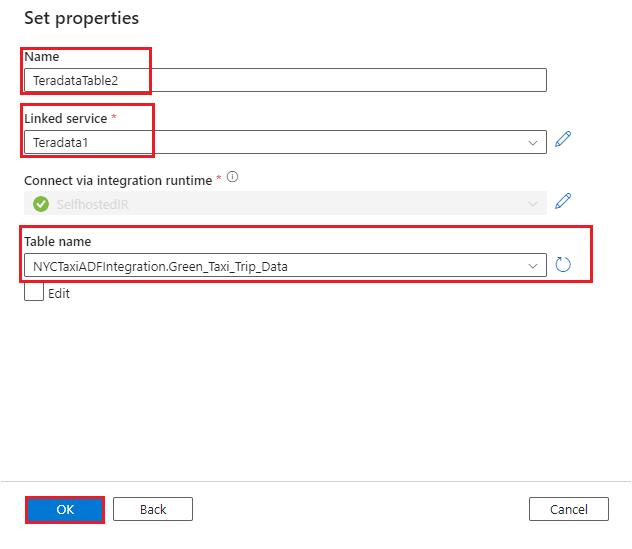 Set properties
Name
TeradataTable2
Linked service *
Teradata1
Connect via integration runtime *
SelfhostedIR
Table name
NYCTaxiADFIntegration.Green_Taxi_Trip_Data
Edit
OK
Back
Cancel